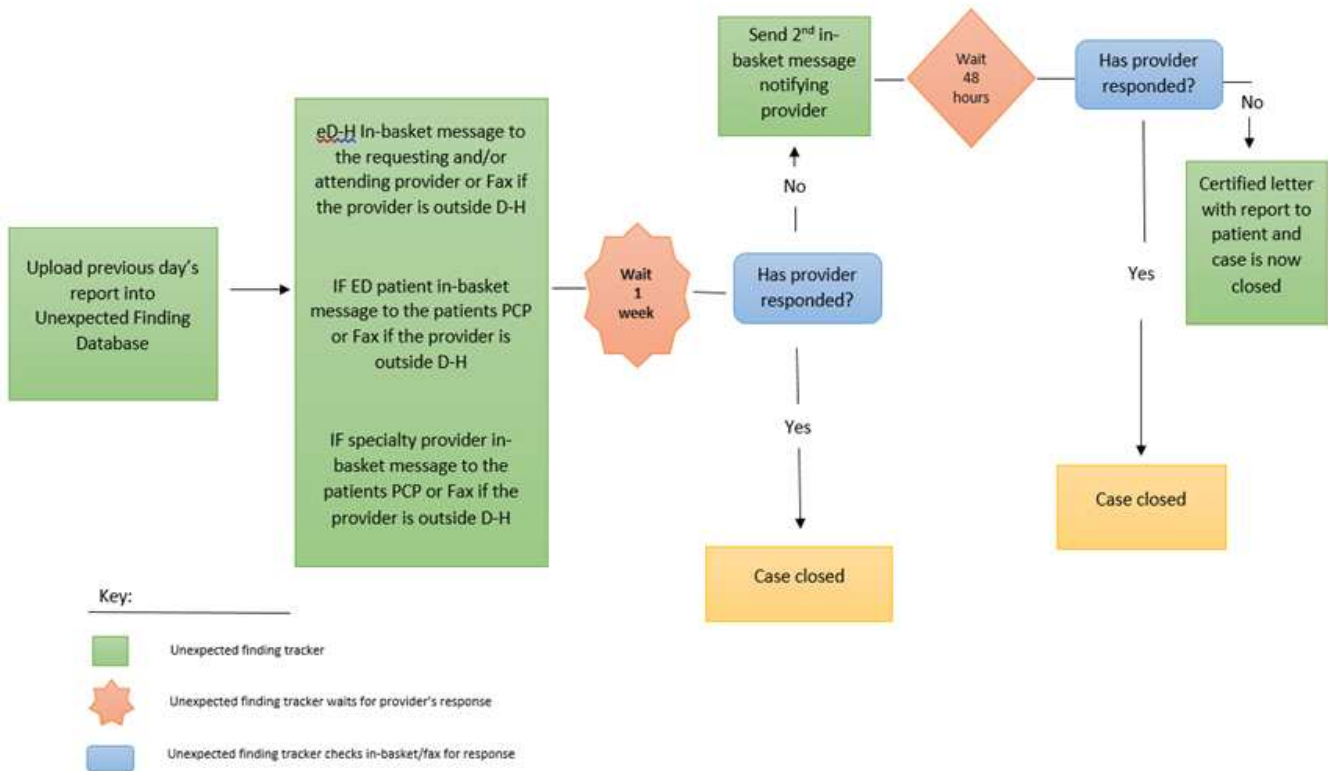 Upload previous day's
report into
Unexpected Finding
Database
eD-H In-basket message to
the requesting and/or
attending provider or Fax if
the provider is outside D-H
IF ED patient in-basket
message to the patients PCP
or Fax if the provider is
outside D-H
IF specialty provider in-
basket message to the
patients PCP or Fax if the
provider is outside D-H
Wait
1
week
Has provider
responded?
No
Send 2nd in-
basket message
notifying
provider
Wait
48
hours
Has provider
responded?
No
Certified letter
with report to
patient and
case is now
closed
Yes
Case closed
Yes
Case closed
Key:
Unexpected finding tracker
Unexpected finding tracker waits for provider's response
Unexpected finding tracker checks in-basket/fax for response